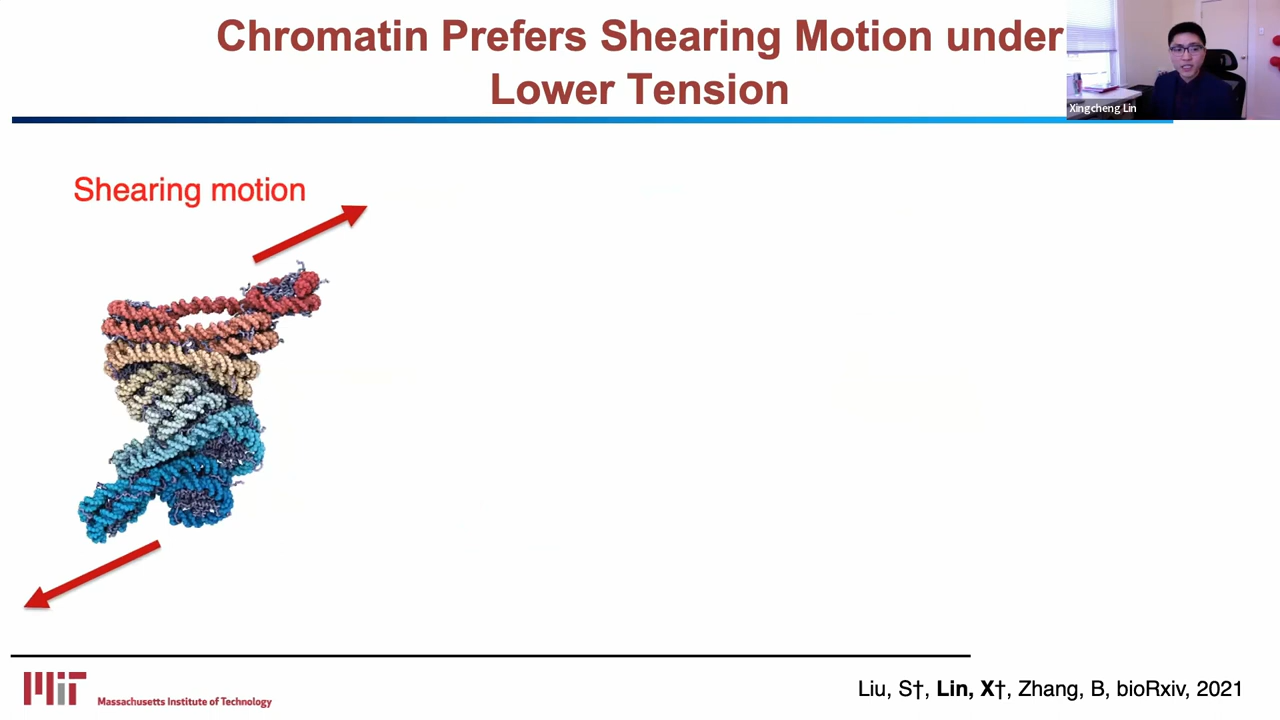 Chromatin Prefers Shearing Motion under
Lower Tension
Xingcheng Lin
Shearing motion
MIT
Massachusetts Institute of Technology
Liu, S†, Lin, X†, Zhang, B, bioRxiv, 2021